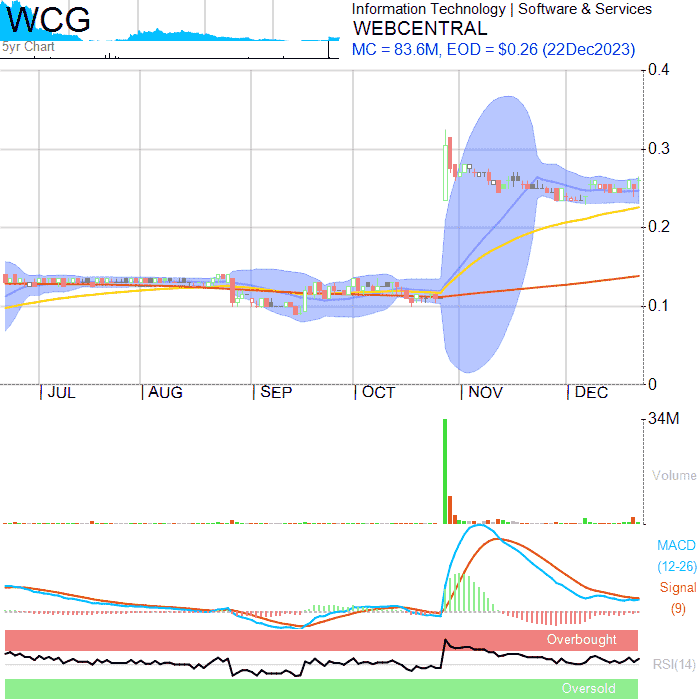 WCG
5yr Chart
Information Technology | Software & Services
WEBCENTRAL
MC = 83.6M, EOD = $0.26 (22Dec2023)
0.4
0.3
0.2
0.1
0
JUL
AUG
SEP
OCT
NOV
DEC
34M
Volume
MACD
(12-26)
Signal
(9)
Overbought
RSI(14)
Oversold